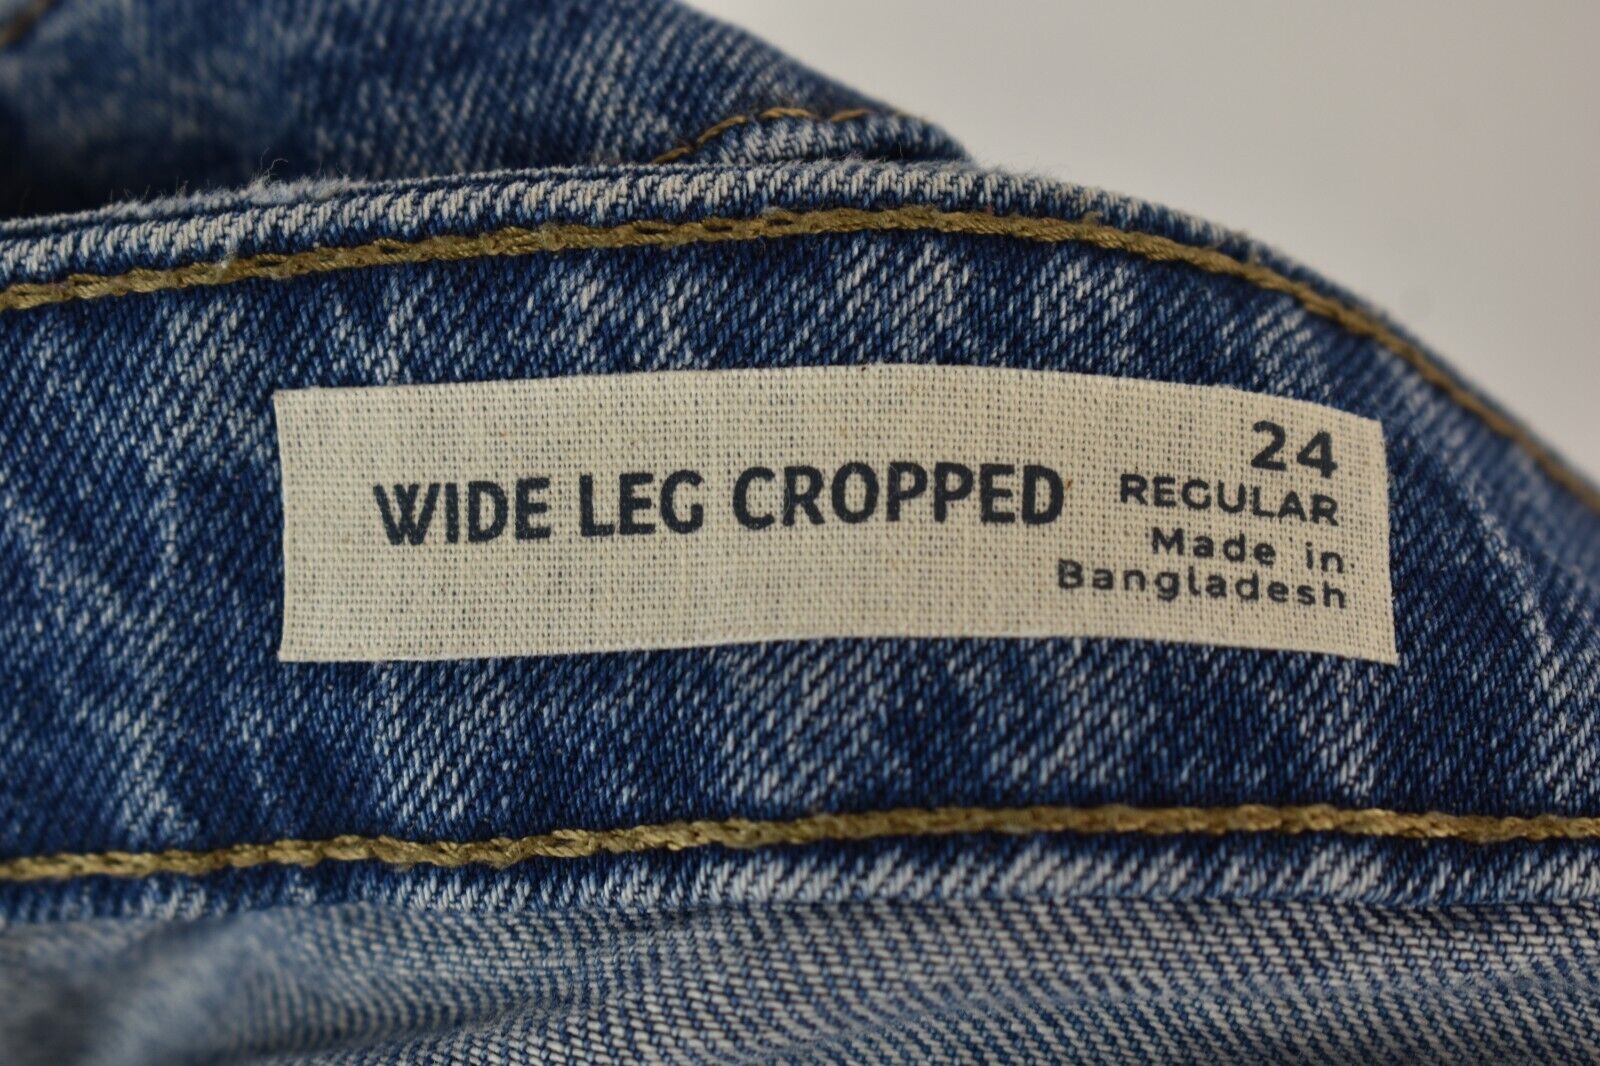 WIDE LEG CROPPED
24
REGULAR
Made in
Bangladesh